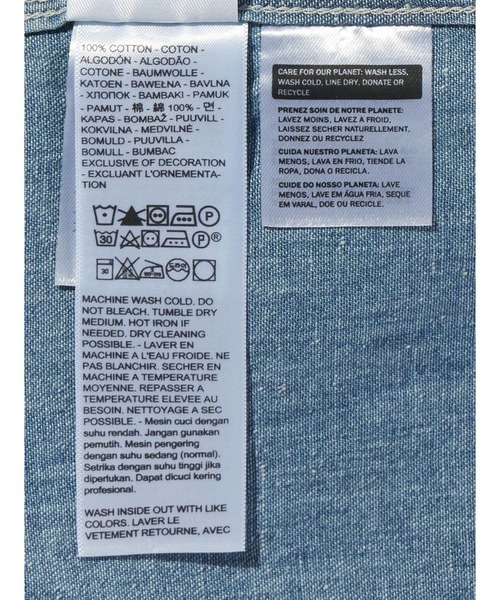 100% COTTON - COTON -
ALGODÓN - ALGODÃO
COTONE - BAUMWOLLE -
KATOEN - BAWEŁNA - BAVLNA
- ХЛОПОК - BAMBAKI - PAMUK
- PAMUT - 棉 - 綿 100% - 면 -
KAPAS - BOMBAŽ - PUUVILL -
KOKVILNA - MEDVILNĖ -
BOMULD - PUUVILLA -
BOMULL - BUMBAC
EXCLUSIVE OF DECORATION
- EXCLUANT L'ORNEMENTA-
TION
P
30
P
30
MACHINE WASH COLD. DO
NOT BLEACH. TUMBLE DRY
MEDIUM. HOT IRON IF
NEEDED. DRY CLEANING
POSSIBLE. - LAVER EN
MACHINE A L'EAU FROIDE. NE
PAS BLANCHIR. SECHER EN
MACHINE A TEMPERATURE
MOYENNE. REPASSER A
TEMPERATURE ELEVEE AU
BESOIN. NETTOYAGE A SEC
POSSIBLE. - Mesin cuci dengan
suhu rendah. Jangan gunakan
pemutih. Mesin pengering
dengan suhu sedang (normal).
Setrika dengan suhu tinggi jika
diperlukan. Dapat dicuci kering
profesional.
WASH INSIDE OUT WITH LIKE
COLORS. LAVER LE
VETEMENT RETOURNE, AVEC
CARE FOR OUR PLANET: WASH LESS,
WASH COLD, LINE DRY, DONATE OR
RECYCLE
PRENEZ SOIN DE NOTRE PLANETE:
LAVEZ MOINS, LAVEZ A FROID,
LAISSEZ SECHER NATURELLEMENT,
DONNEZ OU RECYCLEZ
CUIDA NUESTRO PLANETA: LAVA
MENOS, LAVA EN FRIO, TIENDE LA
ROPA, DONA O RECICLA.
CUIDE DO NOSSO PLANETA: LAVE
MENOS, LAVE EM ÁGUA FRIA, SEQUE
EM VARAL, DOE OU RECICLE.